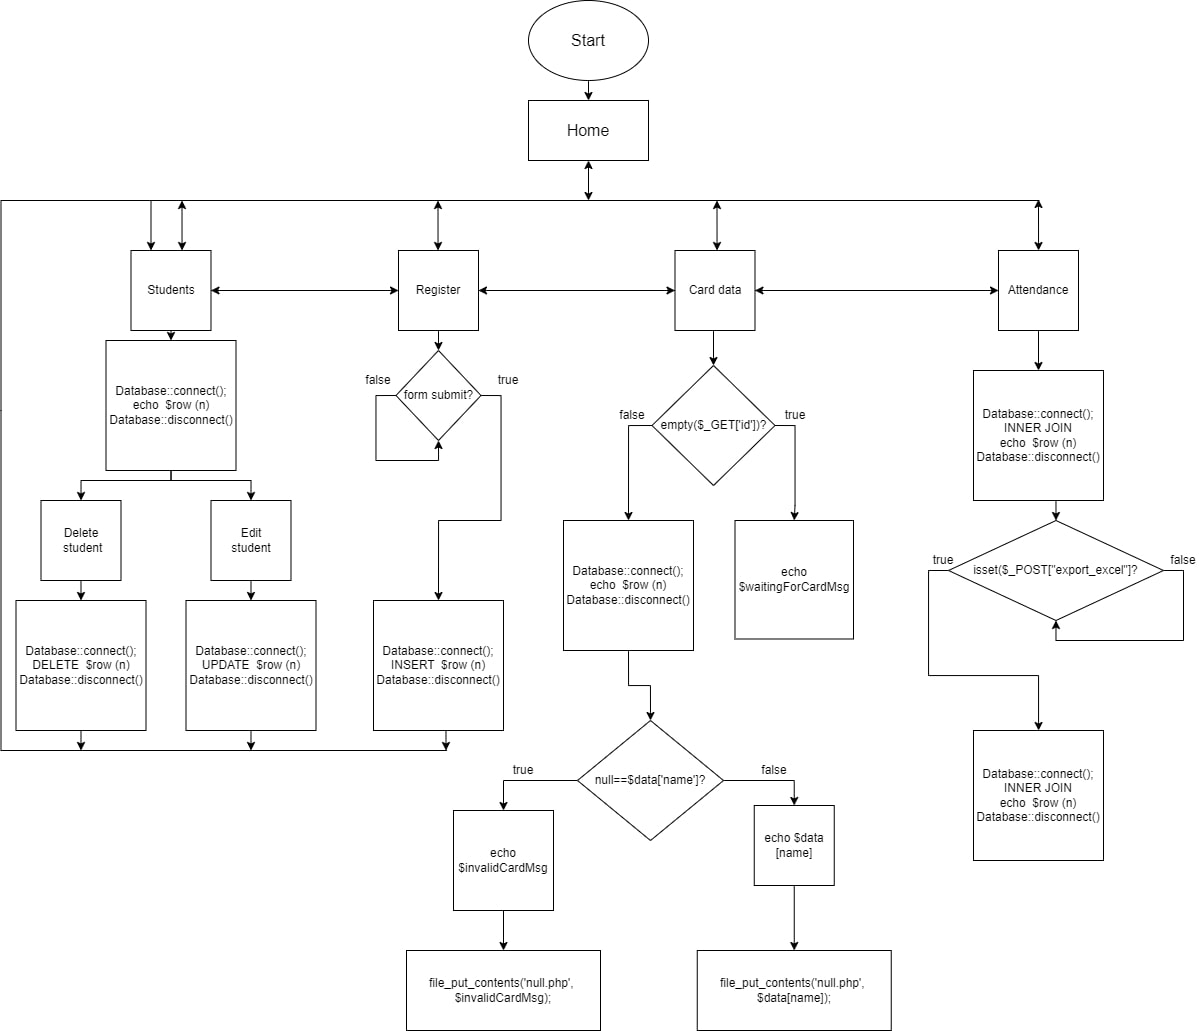 Start
Home
Students
Register
Card data
Attendance
Database::connect();
echo  $row (n)
Database::disconnect()
false
form submit?
true
false
empty($_GET['id'])?
true
Database::connect();
INNER JOIN
echo  $row (n)
Database::disconnect()
Delete
student
Edit
student
Database::connect();
echo  $row (n)
Database::disconnect()
echo
$waitingForCardMsg
true
isset($_POST["export_excel"]?
false
Database::connect();
DELETE  $row (n)
Database::disconnect()
Database::connect();
UPDATE  $row (n)
Database::disconnect()
Database::connect();
INSERT  $row (n)
Database::disconnect()
true
null==$data['name']?
false
Database::connect();
INNER JOIN
echo  $row (n)
Database::disconnect()
echo
$invalidCardMsg
echo $data
[name]
file_put_contents('null.php',
$invalidCardMsg);
file_put_contents('null.php',
$data[name]);